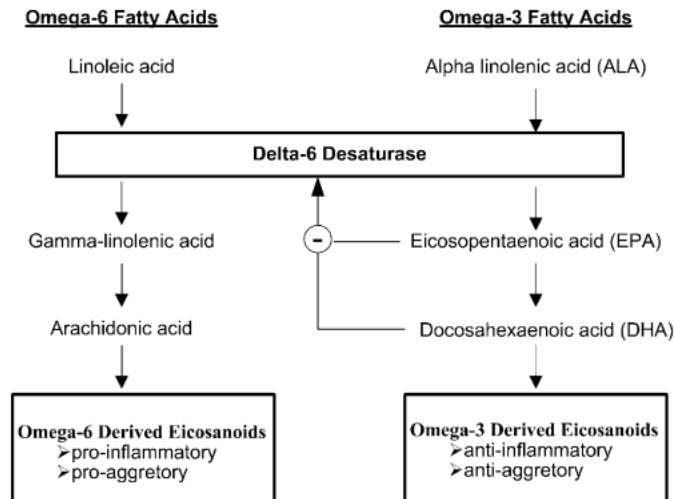 Omega-6 Fatty Acids
Omega-3 Fatty Acids
Linoleic acid
Alpha linolenic acid (ALA)
Delta-6 Desaturase
Gamma-linolenic acid
-
Eicosopentaenoic acid (EPA)
Arachidonic acid
Docosahexaenoic acid (DHA)
Omega-6 Derived Eicosanoids
➢pro-inflammatory
➢pro-aggretory
Omega-3 Derived Eicosanoids
➢anti-inflammatory
➢anti-aggretory